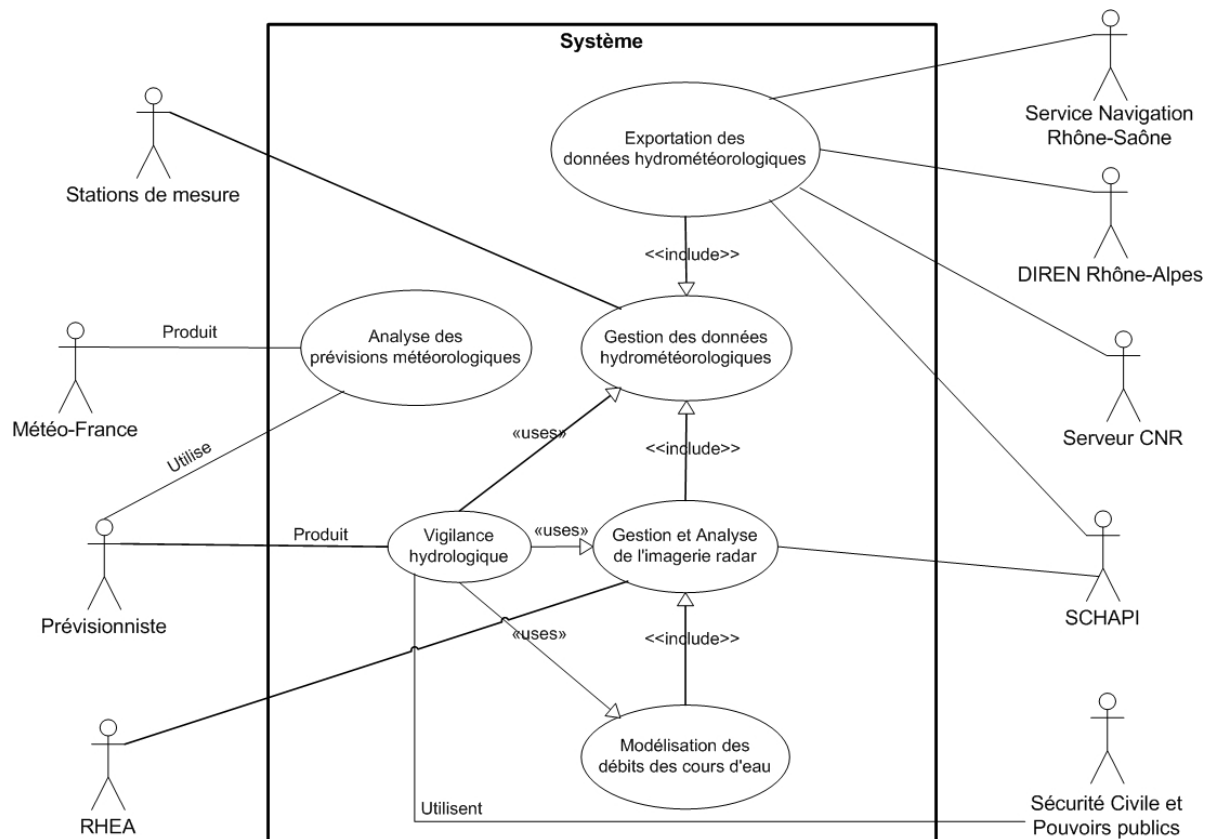 Système
Service Navigation
Rhône-Saône
Exportation des
données hydrométéorologiques
Stations de mesure
<<include>>
DIREN Rhône-Alpes
Produit
Analyse des
prévisions météorologiques
Gestion des données
hydrométéorologiques
Météo-France
Serveur CNR
Utilise
«uses»
<<include>>
Produit
Vigilance
hydrologique
«uses»
Gestion et Analyse
de l'imagerie radar
Prévisionniste
SCHAPI
«uses»
<<include>>
Modélisation des
débits des cours d'eau
RHEA
Utilisent
Sécurité Civile et
Pouvoirs publics